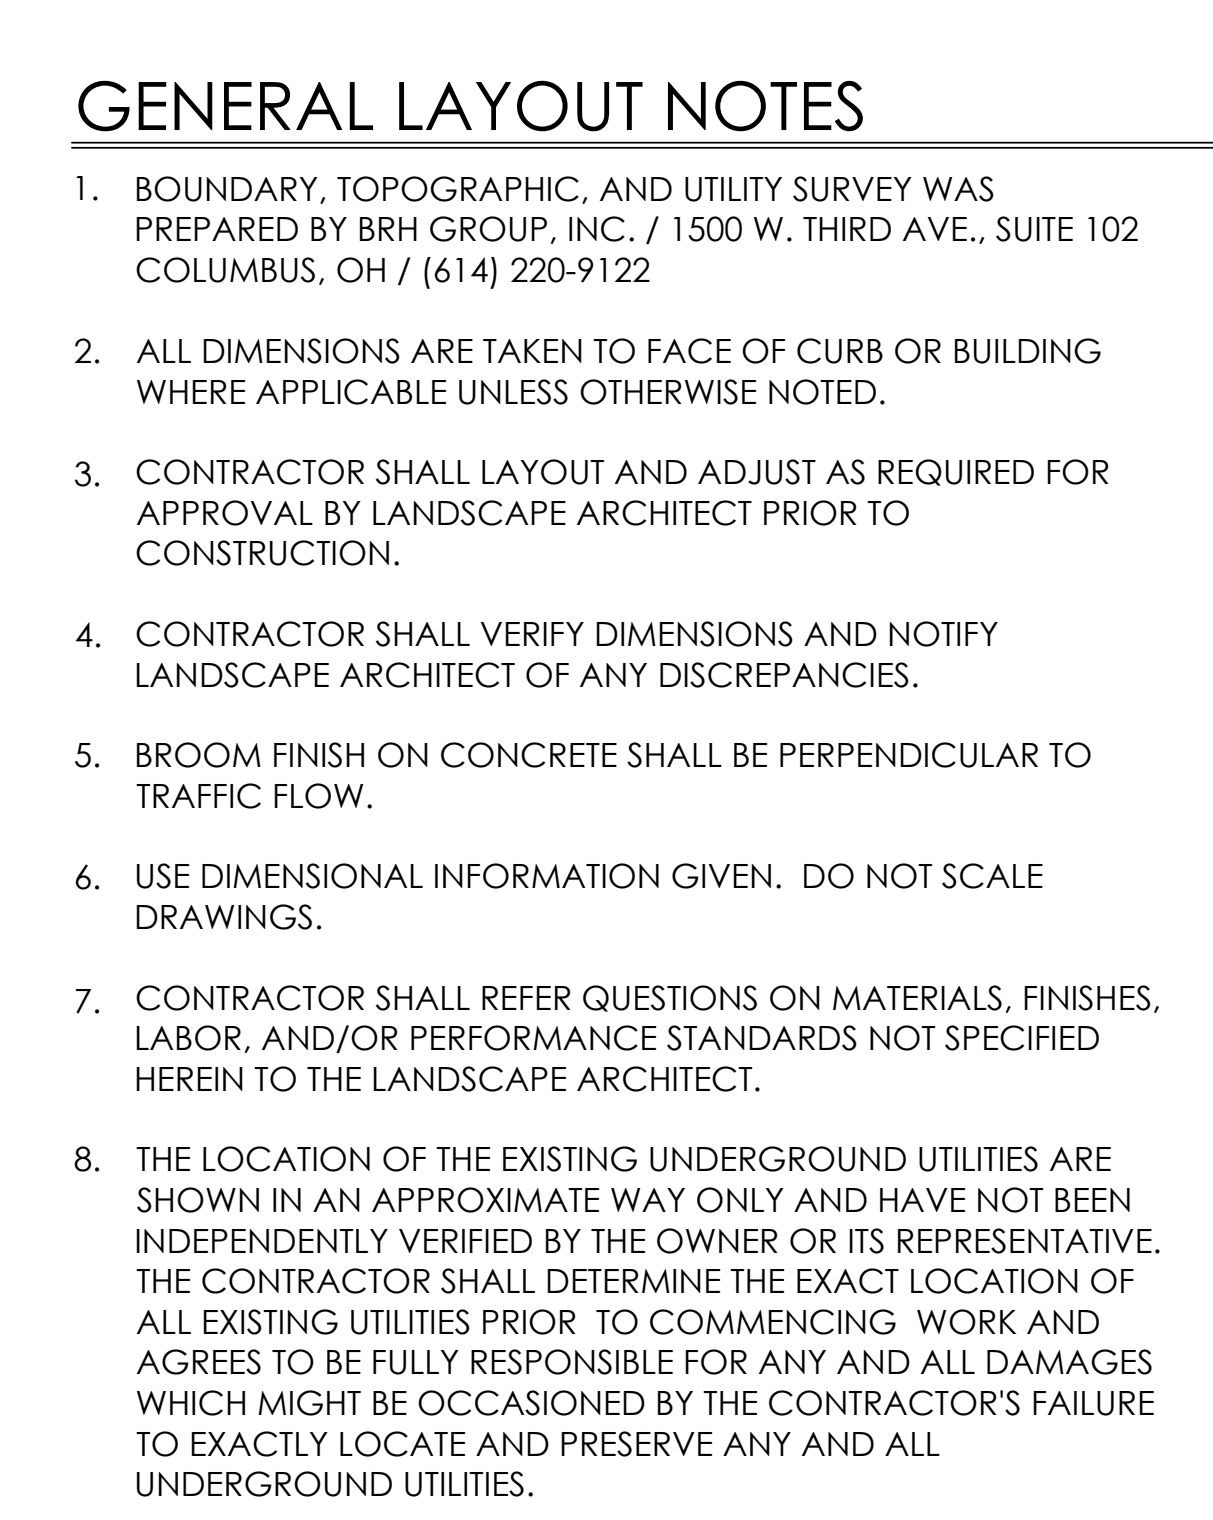 GENERAL LAYOUT NOTES
1. BOUNDARY, TOPOGRAPHIC, AND UTILITY SURVEY WAS
PREPARED BY BRH GROUP, INC. / 1500 W. THIRD AVE., SUITE 102
COLUMBUS, OH / (614) 220-9122
2. ALL DIMENSIONS ARE TAKEN TO FACE OF CURB OR BUILDING
WHERE APPLICABLE UNLESS OTHERWISE NOTED.
3. CONTRACTOR SHALL LAYOUT AND ADJUST AS REQUIRED FOR
APPROVAL BY LANDSCAPE ARCHITECT PRIOR TO
CONSTRUCTION.
4. CONTRACTOR SHALL VERIFY DIMENSIONS AND NOTIFY
LANDSCAPE ARCHITECT OF ANY DISCREPANCIES.
5. BROOM FINISH ON CONCRETE SHALL BE PERPENDICULAR TO
TRAFFIC FLOW.
6. USE DIMENSIONAL INFORMATION GIVEN.  DO NOT SCALE
DRAWINGS.
7. CONTRACTOR SHALL REFER QUESTIONS ON MATERIALS, FINISHES,
LABOR, AND/OR PERFORMANCE STANDARDS NOT SPECIFIED
HEREIN TO THE LANDSCAPE ARCHITECT.
8. THE LOCATION OF THE EXISTING UNDERGROUND UTILITIES ARE
SHOWN IN AN APPROXIMATE WAY ONLY AND HAVE NOT BEEN
INDEPENDENTLY VERIFIED BY THE OWNER OR ITS REPRESENTATIVE.
THE CONTRACTOR SHALL DETERMINE THE EXACT LOCATION OF
ALL EXISTING UTILITIES PRIOR  TO COMMENCING  WORK AND
AGREES TO BE FULLY RESPONSIBLE FOR ANY AND ALL DAMAGES
WHICH MIGHT BE OCCASIONED BY THE CONTRACTOR'S FAILURE
TO EXACTLY LOCATE AND PRESERVE ANY AND ALL
UNDERGROUND UTILITIES.